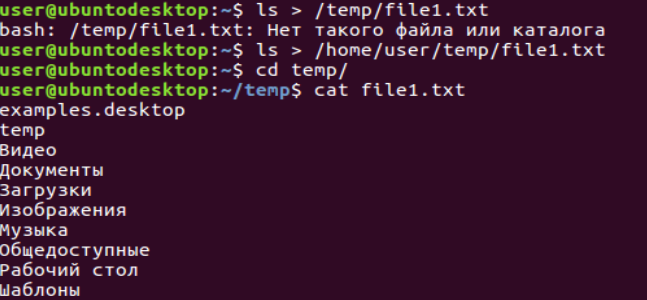 user@ubuntodesktop:~$ ls > /temp/file1.txt
bash: /temp/file1.txt: Нет такого файла или каталога
user@ubuntodesktop:~$ ls > /home/user/temp/file1.txt
user@ubuntodesktop:~$ cd temp/
user@ubuntodesktop:~/temp$ cat file1.txt
examples.desktop
temp
Видео
Документы
Загрузки
Изображения
Музыка
Общедоступные
Рабочий стол
Шаблоны